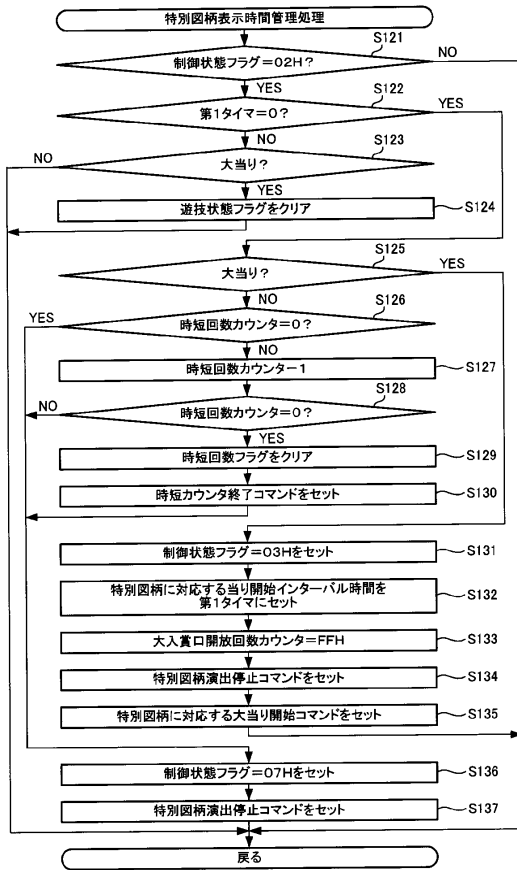 特別図柄表示時間管理処理
S121
制御状態フラグ=02H?
NO
YES
S122
第1タイマ=0?
YES
NO
S123
大当り?
NO
YES
遊技状態フラグをクリア
S124
S125
大当り?
YES
NO
S126
時短回数カウンタ=0?
YES
NO
時短回数カウンター1
S127
S128
時短回数カウンタ=0?
NO
YES
時短回数フラグをクリア
S129
時短カウンタ終了コマンドをセット
S130
制御状態フラグ=03Hをセット
S131
特別図柄に対応する当り開始インターバル時間を
第1タイマにセット
S132
大入賞口開放回数カウンタ=FFH
S133
特別図柄演出停止コマンドをセット
S134
特別図柄に対応する大当り開始コマンドをセット
S135
制御状態フラグ=07Hをセット
S136
特別図柄演出停止コマンドをセット
S137
戻る